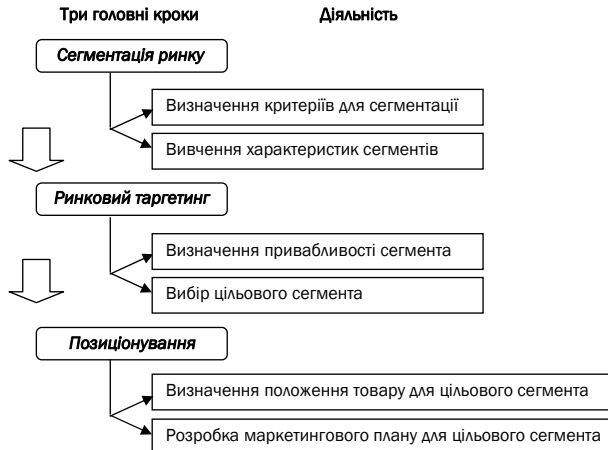 Три головні кроки
Діяльність
Сегментація ринку
Визначення критеріїв для сегментації
Вивчення характеристик сегментів
Ринковий таргетинг
Визначення привабливості сегмента
Вибір цільового сегмента
Позиціонування
Визначення положення товару для цільового сегмента
Розробка маркетингового плану для цільового сегмента